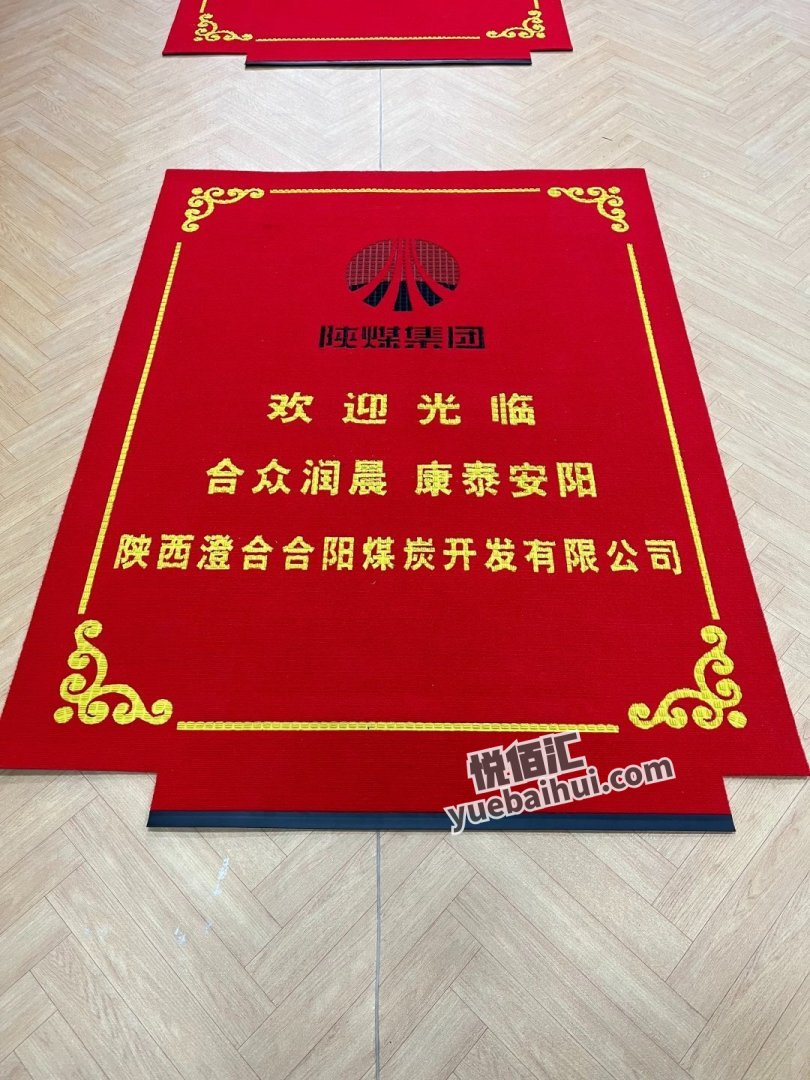 陕煤集团
欢迎光临
合众润晨 康泰安阳
陕西澄合合阳煤炭开发有限公司
悦佰汇
yuebaihui.com